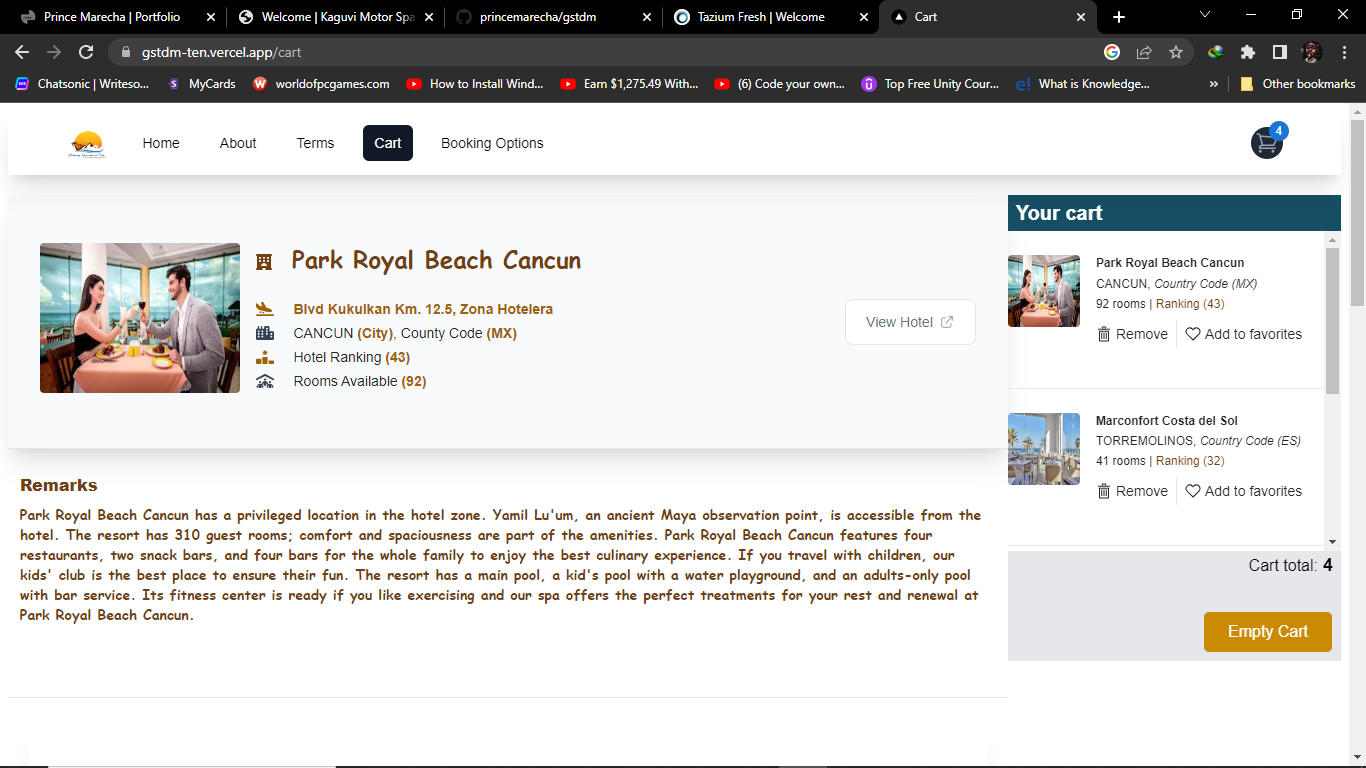 Prince Marecha | Portfolio
Welcome | Kaguvi Motor Spa
princemarecha/gstdm
Tazium Fresh | Welcome
Cart
gstdm-ten.vercel.app/cart
Chatsonic | Writeso...
MyCards
worldofpcgames.com
How to Install Wind...
Earn $1,275.49 With...
(6) Code your own...
Top Free Unity Cour...
What is Knowledge...
»
Other bookmarks
Home
About
Terms
Cart
Booking Options
4
Park Royal Beach Cancun
Blvd Kukulkan Km. 12.5, Zona Hotelera
CANCUN (City), County Code (MX)
Hotel Ranking (43)
Rooms Available (92)
View Hotel
Remarks
Park Royal Beach Cancun has a privileged location in the hotel zone. Yamil Lu'um, an ancient Maya observation point, is accessible from the
hotel. The resort has 310 guest rooms; comfort and spaciousness are part of the amenities. Park Royal Beach Cancun features four
restaurants, two snack bars, and four bars for the whole family to enjoy the best culinary experience. If you travel with children, our
kids' club is the best place to ensure their fun. The resort has a main pool, a kid's pool with a water playground, and an adults-only pool
with bar service. Its fitness center is ready if you like exercising and our spa offers the perfect treatments for your rest and renewal at
Park Royal Beach Cancun.
Your cart
Park Royal Beach Cancun
CANCUN, Country Code (MX)
92 rooms | Ranking (43)
Remove
Add to favorites
Marconfort Costa del Sol
TORREMOLINOS, Country Code (ES)
41 rooms | Ranking (32)
Remove
Add to favorites
Cart total: 4
Empty Cart